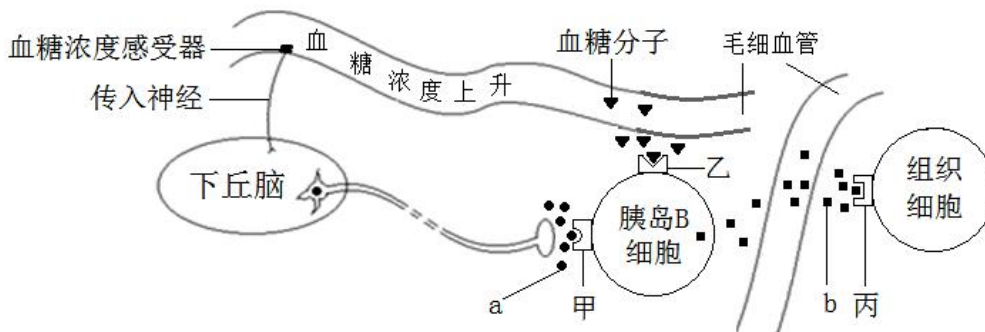 血糖浓度感受器
血糖浓度上升
血糖分子
毛细血管
传入神经
下丘脑
乙
胰岛B
细胞
组织
细胞
a
甲
b
丙